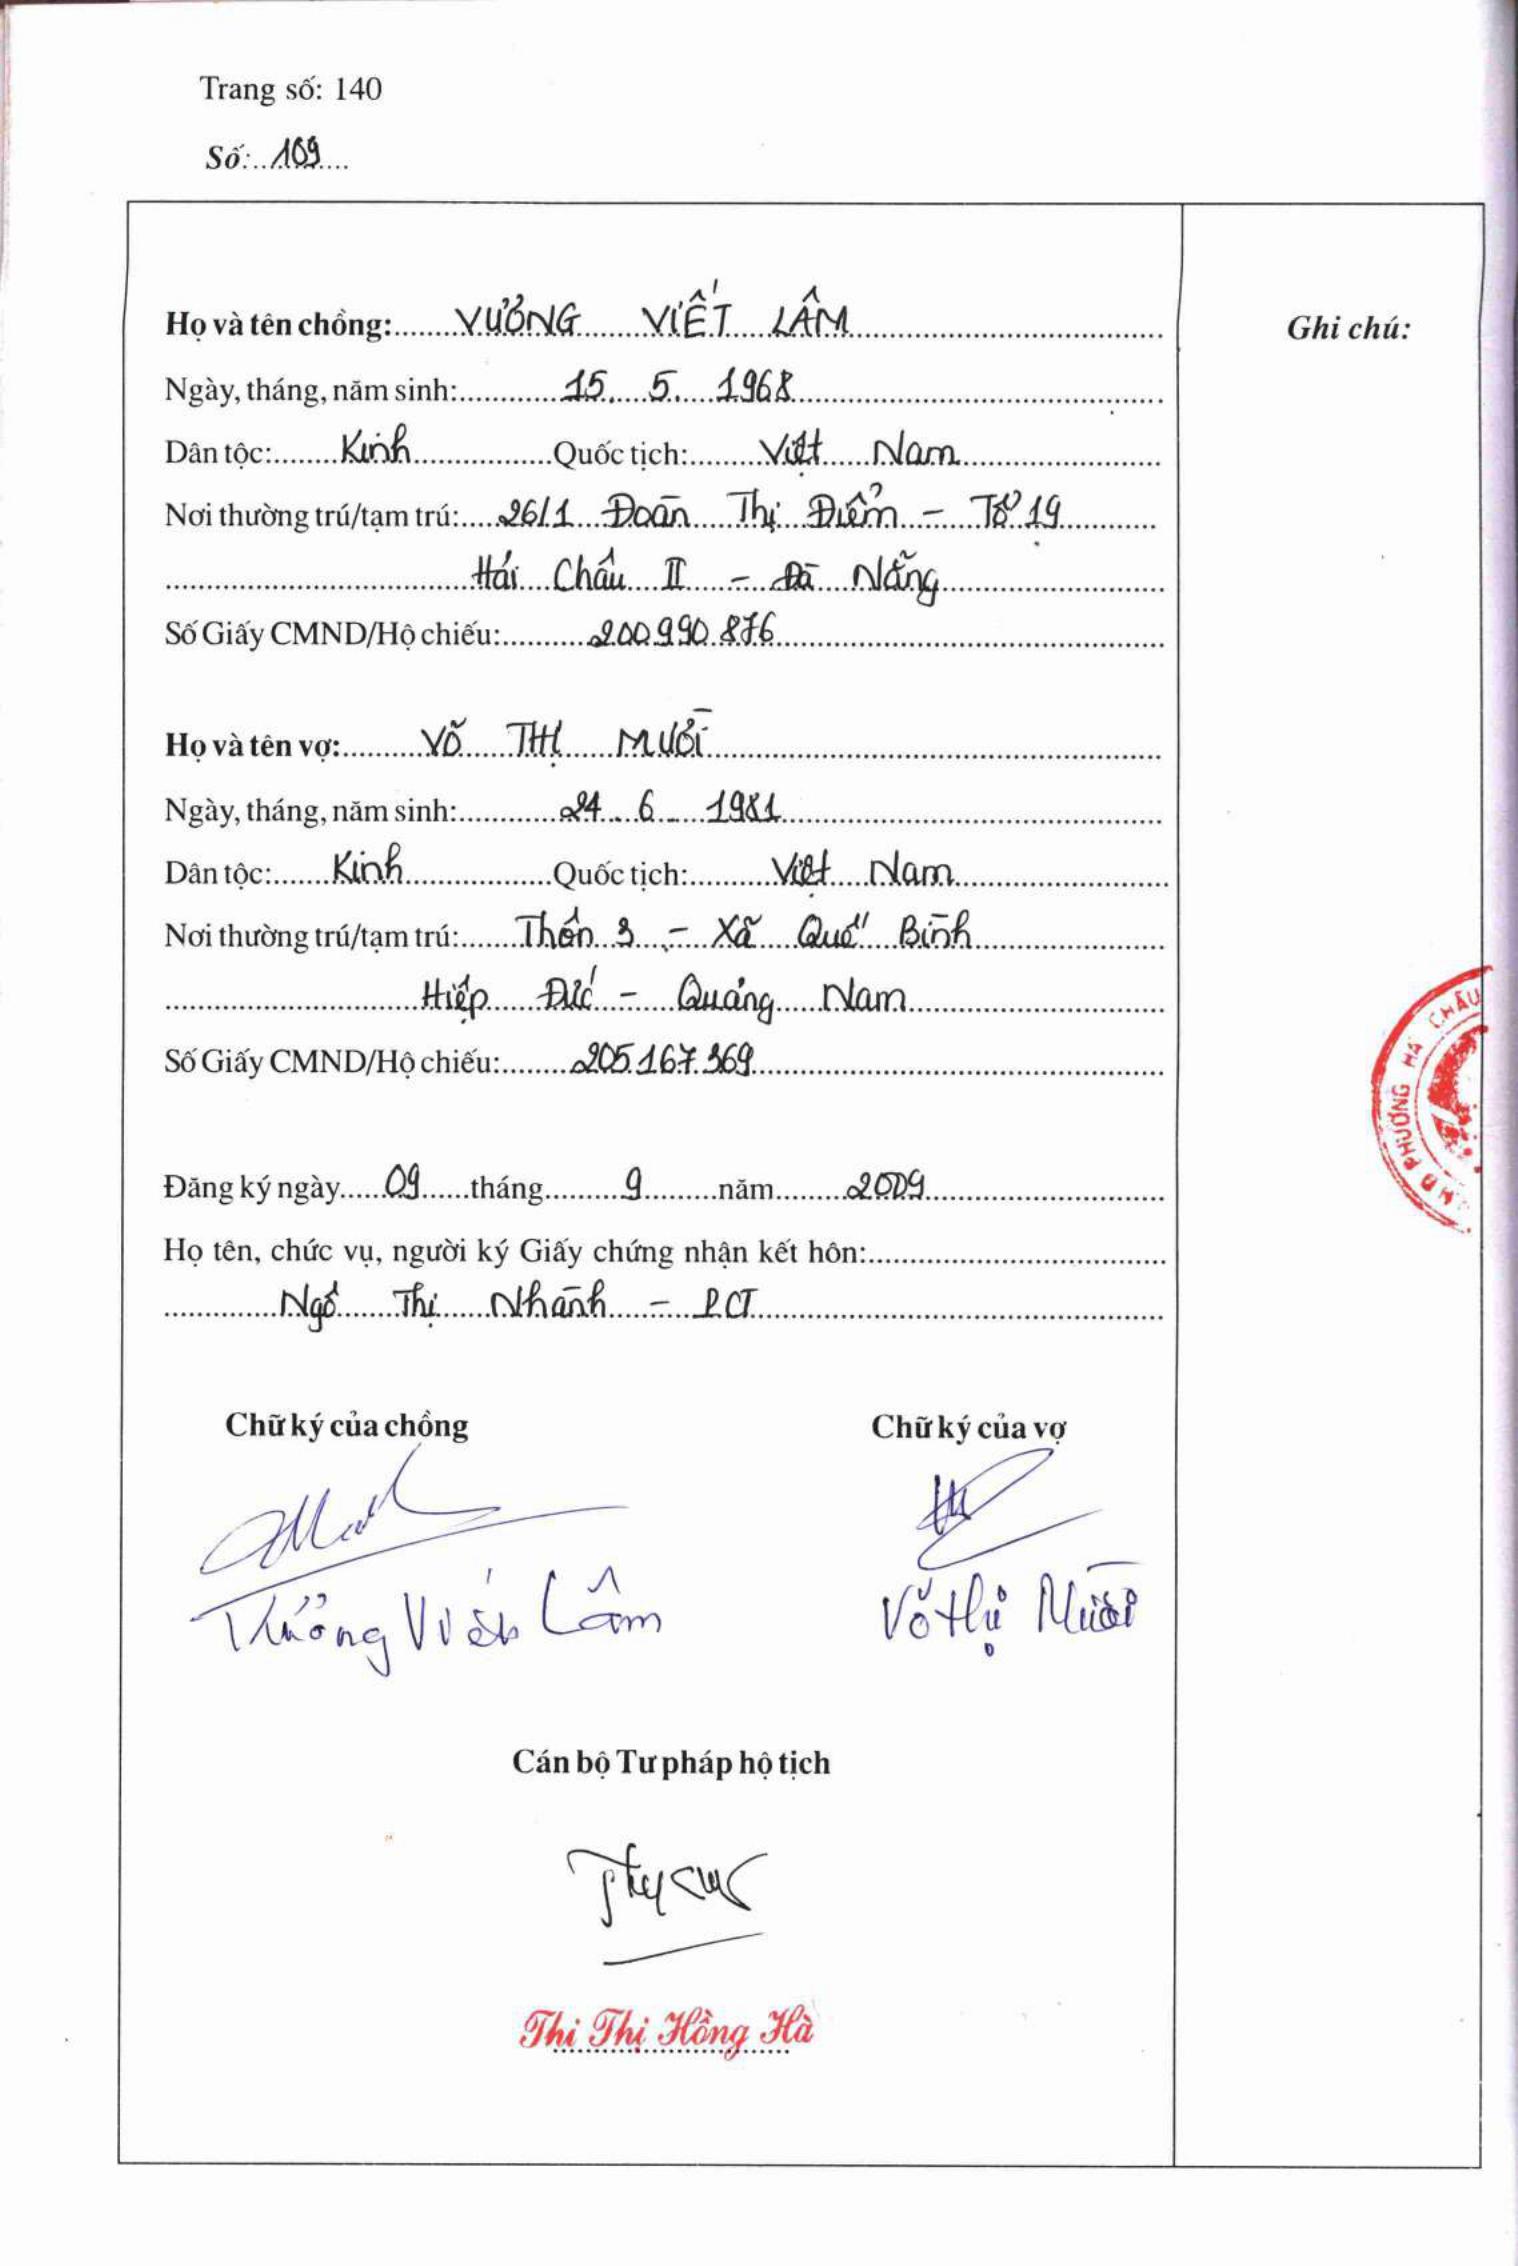 Trang số: 140
Số: 109
Họ và tên chồng: VƯƠNG VIẾT LÂM
Ghi chú:
Ngày, tháng, năm sinh: 15. 5. 1968
Dân tộc: Kinh Quốc tịch: Việt Nam
Nơi thường trú/tạm trú: 26/1 Đoàn Thị Điểm - Tổ 19
Hải Châu II - Đà Nẵng
Số Giấy CMND/Hộ chiếu: 200990876
Họ và tên vợ: VÕ THỊ MƯỜI
Ngày, tháng, năm sinh: 24. 6. 1981
Dân tộc: Kinh Quốc tịch: Việt Nam
Nơi thường trú/tạm trú: Thôn 3 - Xã Quế Bình
Hiệp Đức - Quảng Nam
Số Giấy CMND/Hộ chiếu: 205167369
PHƯỜNG HẢI CHÂU
Đăng ký ngày 09 tháng 9 năm 2009
Họ tên, chức vụ, người ký Giấy chứng nhận kết hôn:
Ngô Thị Nhành - PCT
Chữ ký của chồng Chữ ký của vợ
Viết Lâm Võ Thị Mười
Cán bộ Tư pháp hộ tịch
Thi Thị Hồng Hà